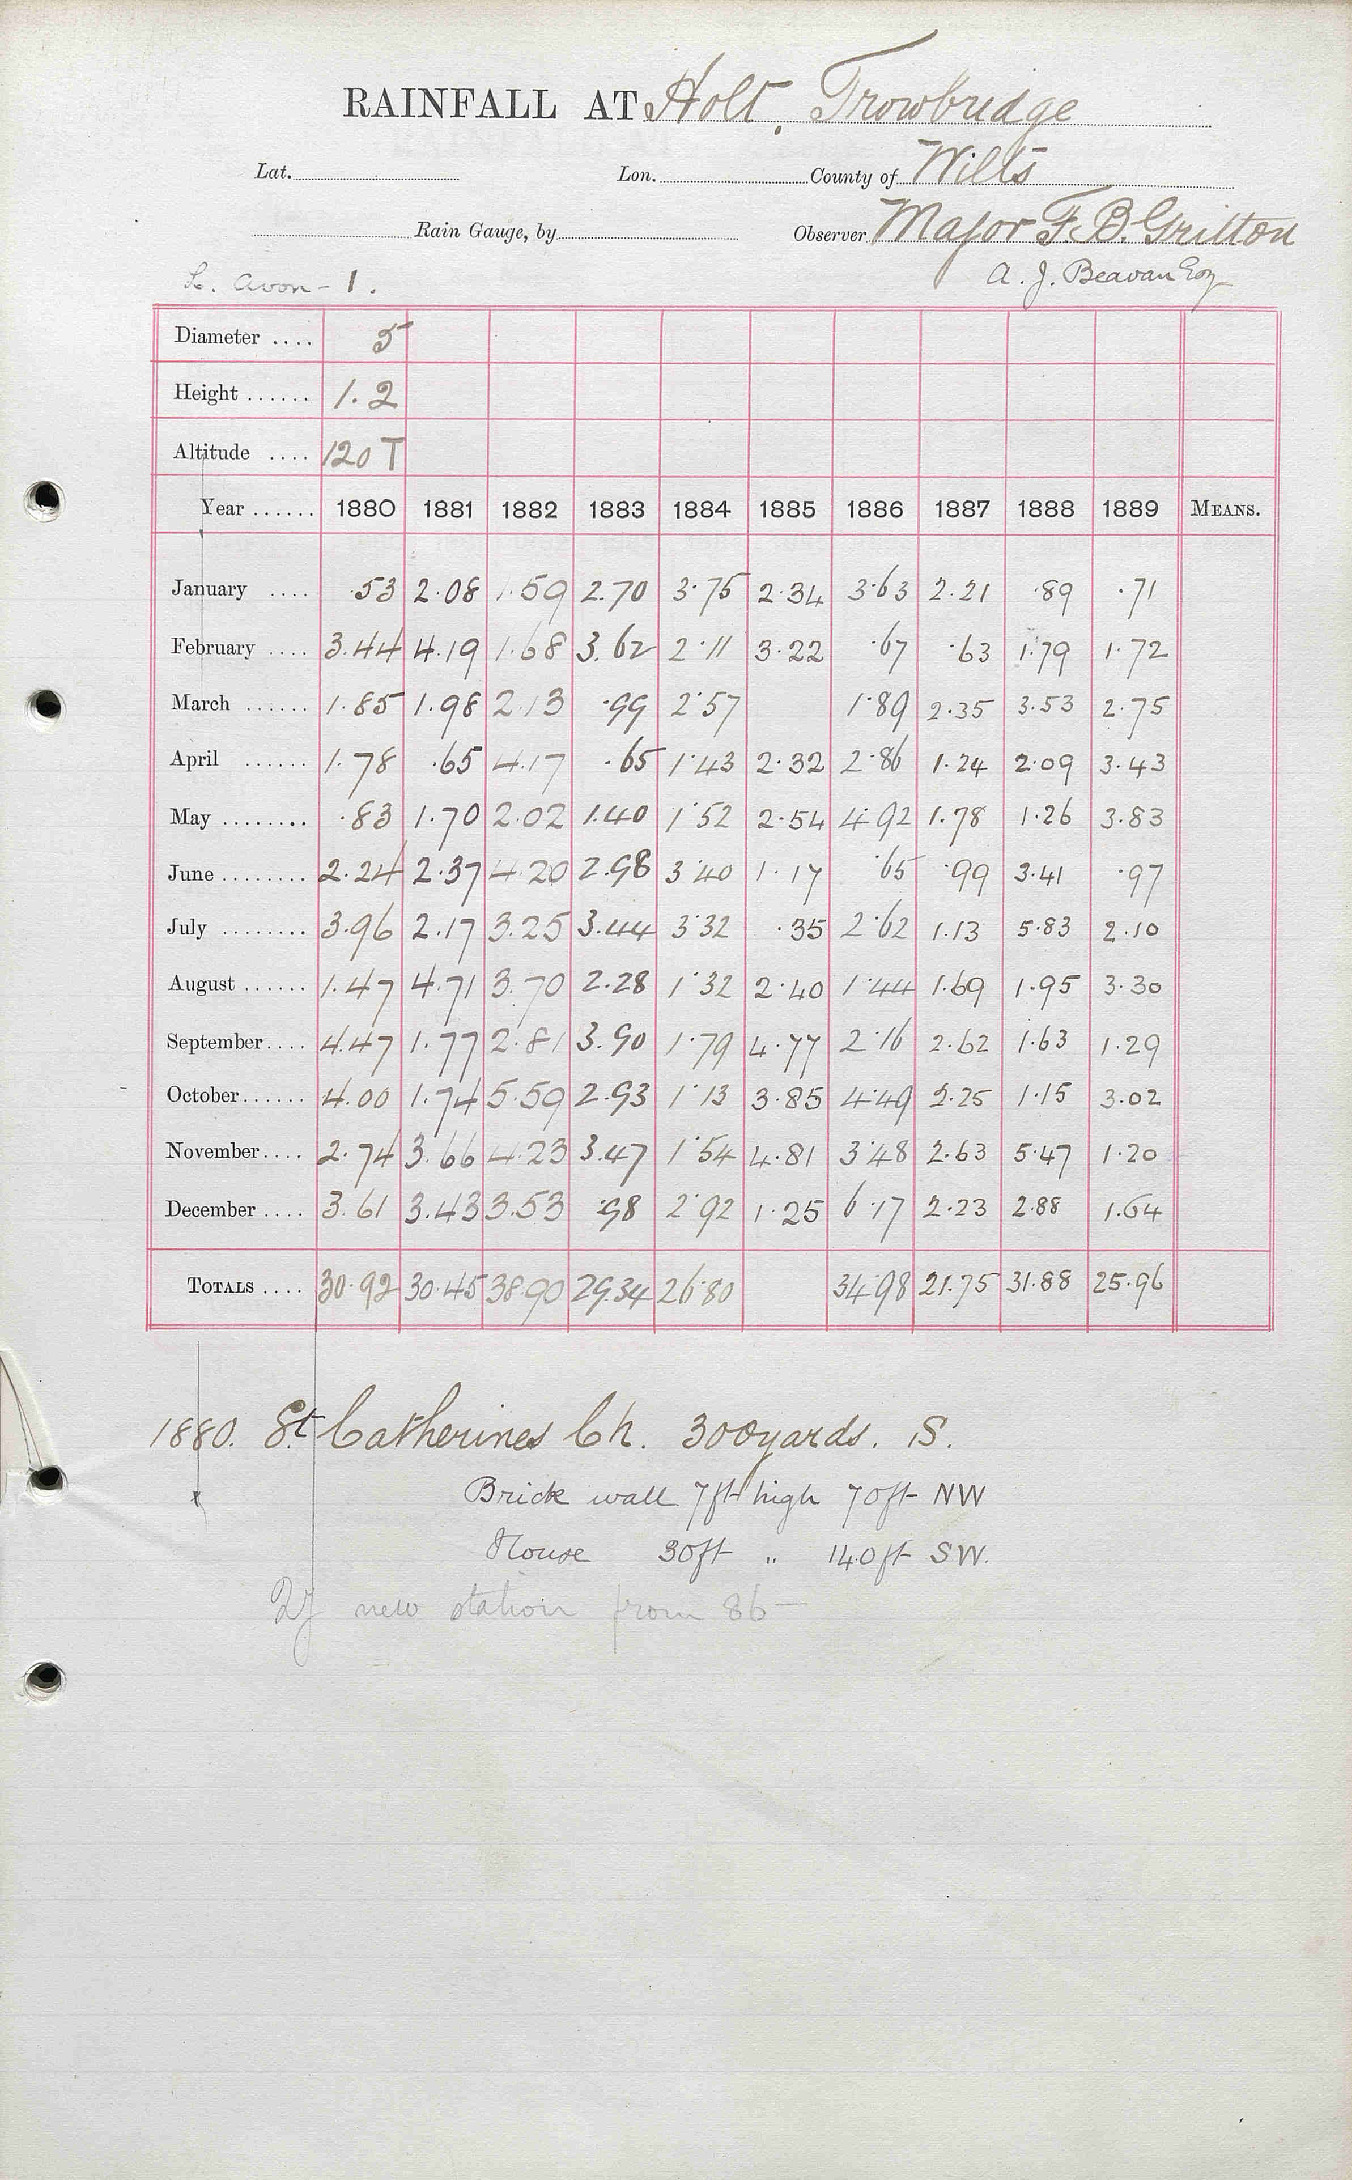 RAINFALL AT Holt, Trowbridge
Lat. Lon. County of Wilts
Rain Gauge, by Observer Major F. B. Gritton
A. J. Beavan Esq
L. Avon - 1.
Diameter .... 5
Height ...... 1.2
Altitude .... 120 T
Year ...... 1880 1881 1882 1883 1884 1885 1886 1887 1888 1889 MEANS.
January .... .53 2.08 1.59 2.70 3.75 2.34 3.63 2.21 .89 .71
February .... 3.44 4.19 1.68 3.62 2.11 3.22 .67 .63 1.79 1.72
March ...... 1.85 1.98 2.13 .99 2.57 1.89 2.35 3.53 2.75
April ...... 1.78 .65 4.17 .65 1.43 2.32 2.86 1.24 2.09 3.43
May ........ .83 1.70 2.02 1.40 1.52 2.54 4.92 1.78 1.26 3.83
June ........ 2.24 2.37 4.20 2.98 3.40 1.17 .65 .99 3.41 .97
July ........ 3.96 2.17 3.25 3.44 3.32 .35 2.62 1.13 5.83 2.10
August ...... 1.47 4.71 3.70 2.28 1.32 2.40 1.44 1.69 1.95 3.30
September .... 4.47 1.77 2.81 3.90 1.79 4.77 2.16 2.62 1.63 1.29
October ...... 4.00 1.74 5.59 2.93 1.13 3.85 4.49 2.25 1.15 3.02
November .... 2.74 3.66 4.23 3.47 1.54 4.81 3.48 2.63 5.47 1.20
December .... 3.61 3.43 3.53 .98 2.92 1.25 6.17 2.23 2.88 1.64
TOTALS .... 30.92 30.45 38.90 29.34 26.80 34.98 21.75 31.88 25.96
1880. St. Catherines Ch. 300 yards. S.
Brick wall 7ft high 70ft NW
House 30ft " 140ft SW.
new station from 86